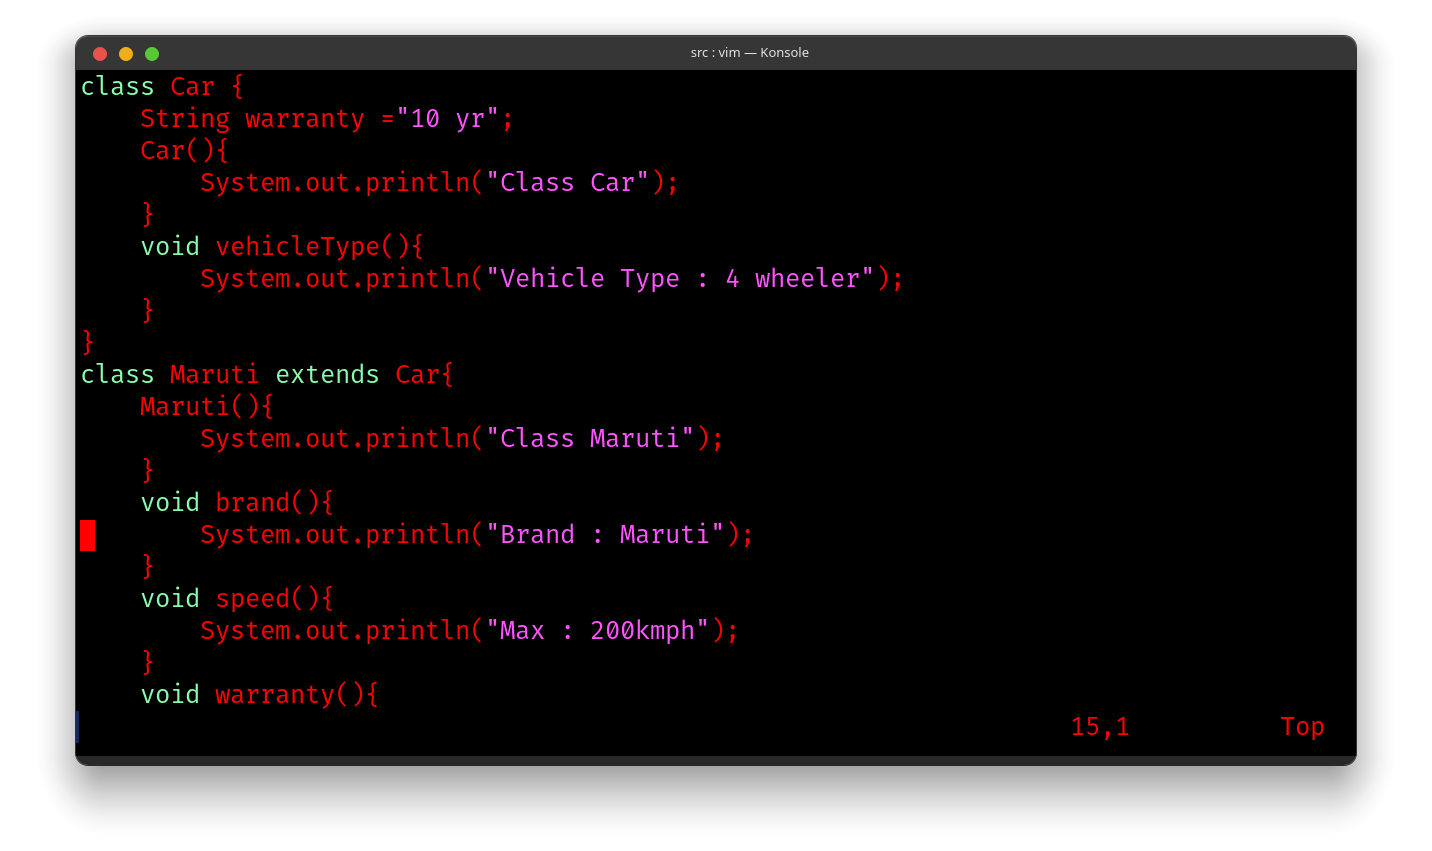 src : vim — Konsole
class Car {
    String warranty ="10 yr";
    Car(){
        System.out.println("Class Car");
    }
    void vehicleType(){
        System.out.println("Vehicle Type : 4 wheeler");
    }
}
class Maruti extends Car{
    Maruti(){
        System.out.println("Class Maruti");
    }
    void brand(){
        System.out.println("Brand : Maruti");
    }
    void speed(){
        System.out.println("Max : 200kmph");
    }
    void warranty(){
15,1 Top